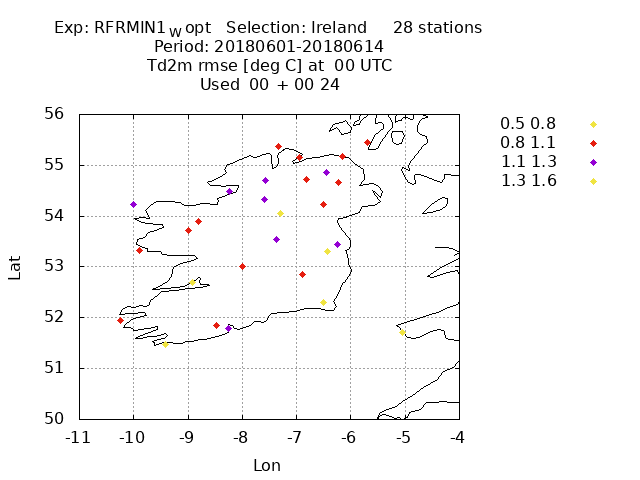 Exp: RFRMIN1 w opt Selection: Ireland 28 stations
Period: 20180601-20180614
Td2m rmse [deg C] at 00 UTC
Used 00 + 00 24
0.5 0.8
0.8 1.1
1.1 1.3
1.3 1.6
56
55
54
53
52
51
50
Lat
-11 -10 -9 -8 -7 -6 -5 -4
Lon